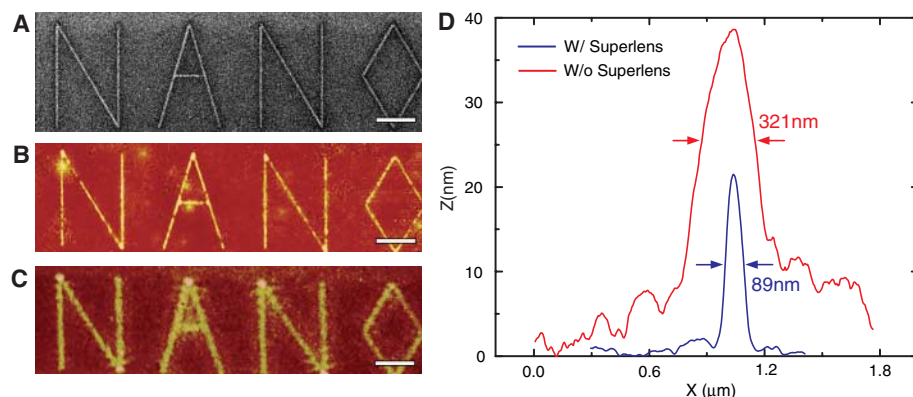 A
NANO
B
NANO
C
NANO
D
40
30
20
10
0
Z(nm)
W/ Superlens
W/o Superlens
321nm
89nm
0.0 0.6 1.2 1.8
X (μm)